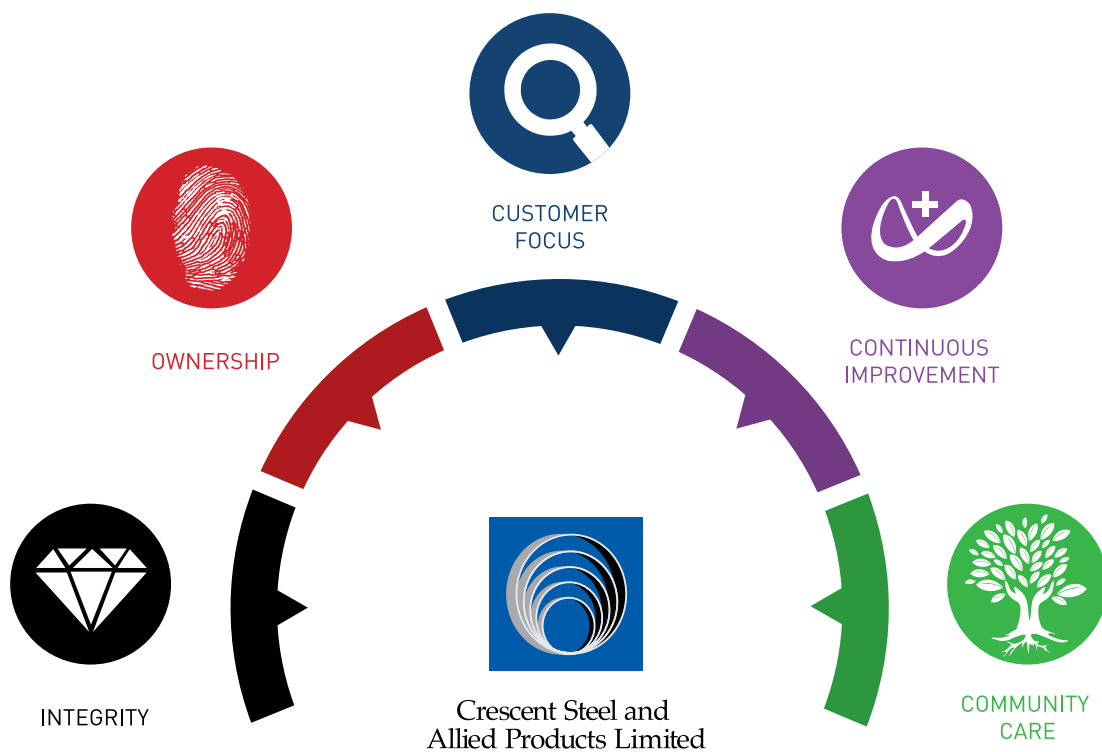 CUSTOMER
FOCUS
OWNERSHIP
CONTINUOUS
IMPROVEMENT
INTEGRITY
COMMUNITY
CARE
Crescent Steel and
Allied Products Limited